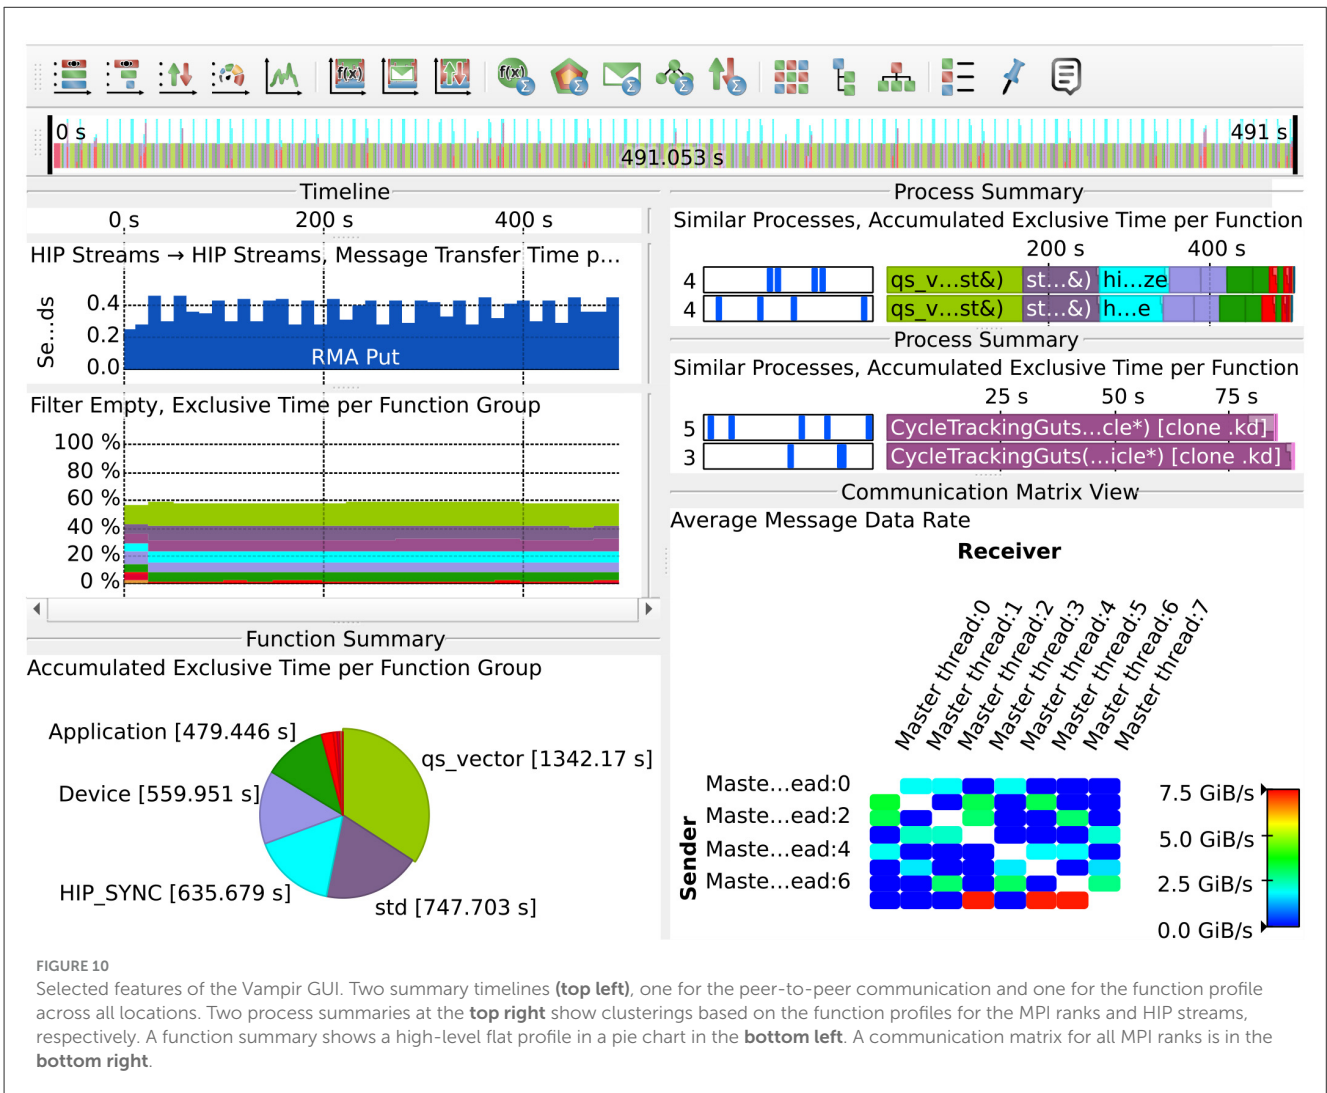 f(x)
f(x)
Σ
Σ
Σ
Σ
Σ
0 s
491 s
491.053 s
Timeline
0 s
200 s
400 s
HIP Streams → HIP Streams, Message Transfer Time p...
Se...ds
0.4
0.2
0.0
RMA Put
Filter Empty, Exclusive Time per Function Group
100 %
80 %
60 %
40 %
20 %
0 %
Function Summary
Accumulated Exclusive Time per Function Group
Application [479.446 s]
qs_vector [1342.17 s]
Device [559.951 s]
HIP_SYNC [635.679 s]
std [747.703 s]
Process Summary
Similar Processes, Accumulated Exclusive Time per Function
200 s
400 s
4
qs_v...st&)
st...&)
hi...ze
4
qs_v...st&)
st...&)
h...e
Process Summary
Similar Processes, Accumulated Exclusive Time per Function
25 s
50 s
75 s
5
CycleTrackingGuts...cle*) [clone .kd]
3
CycleTrackingGuts(...icle*) [clone .kd]
Communication Matrix View
Average Message Data Rate
Receiver
Master thread:0
Master thread:1
Master thread:2
Master thread:3
Master thread:4
Master thread:5
Master thread:6
Master thread:7
Sender
Maste...ead:0
Maste...ead:2
Maste...ead:4
Maste...ead:6
7.5 GiB/s
5.0 GiB/s
2.5 GiB/s
0.0 GiB/s
FIGURE 10
Selected features of the Vampir GUI. Two summary timelines (top left), one for the peer-to-peer communication and one for the function profile
across all locations. Two process summaries at the top right show clusterings based on the function profiles for the MPI ranks and HIP streams,
respectively. A function summary shows a high-level flat profile in a pie chart in the bottom left. A communication matrix for all MPI ranks is in the
bottom right.